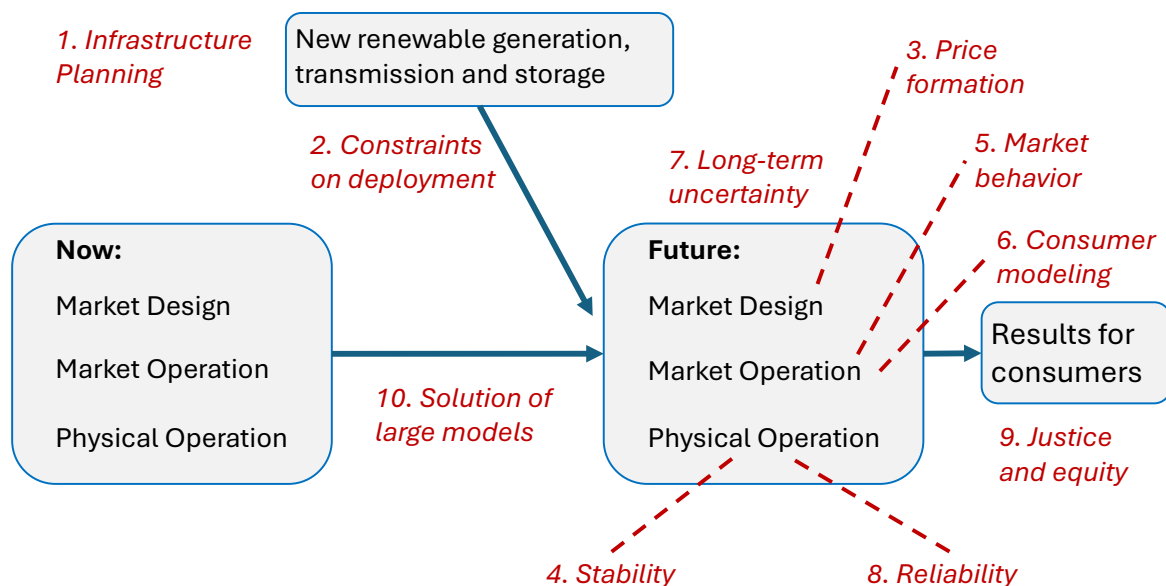 1. Infrastructure
Planning
New renewable generation,
transmission and storage
3. Price
formation
2. Constraints
on deployment
7. Long-term
uncertainty
5. Market
behavior
6. Consumer
modeling
Now:
Market Design
Market Operation
Physical Operation
10. Solution of
large models
Future:
Market Design
Market Operation
Physical Operation
Results for
consumers
9. Justice
and equity
4. Stability
8. Reliability